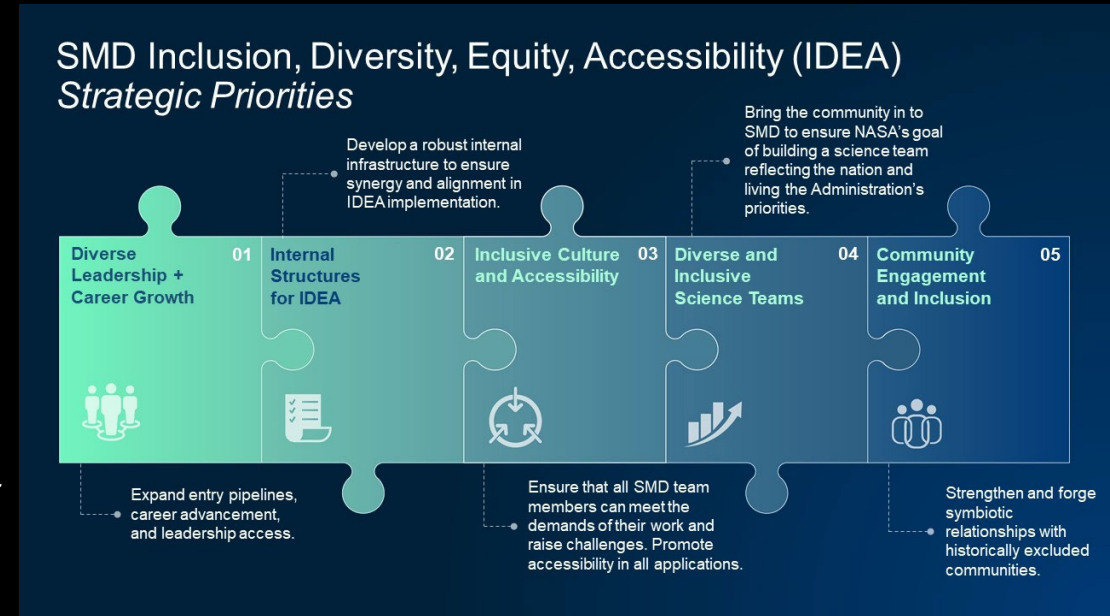 SMD Inclusion, Diversity, Equity, Accessibility (IDEA)
Strategic Priorities
Develop a robust internal
infrastructure to ensure
synergy and alignment in
IDEA implementation.
Bring the community in to
SMD to ensure NASA's goal
of building a science team
reflecting the nation and
living the Administration's
priorities.
Diverse
Leadership +
Career Growth
01
Internal
Structures
for IDEA
02
Inclusive Culture
and Accessibility
03
Diverse and
Inclusive
Science Teams
04
Community
Engagement
and Inclusion
05
Expand entry pipelines,
career advancement,
and leadership access.
Ensure that all SMD team
members can meet the
demands of their work and
raise challenges. Promote
accessibility in all applications.
Strengthen and forge
symbiotic
relationships with
historically excluded
communities.